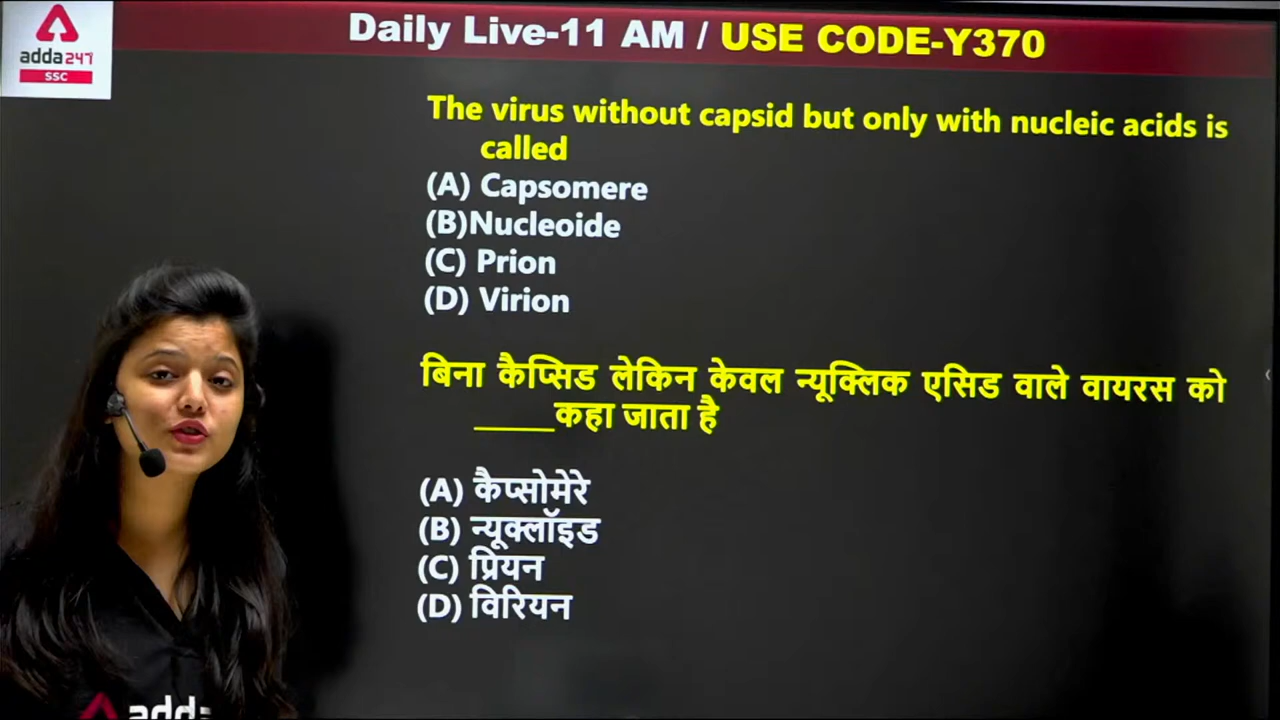 adda247
SSC
Daily Live-11 AM / USE CODE-Y370
The virus without capsid but only with nucleic acids is
called
(A) Capsomere
(B)Nucleoide
(C) Prion
(D) Virion
बिना कैप्सिड लेकिन केवल न्यूक्लिक एसिड वाले वायरस को
_____कहा जाता है
(A) कैप्सोमेरे
(B) न्यूक्लॉइड
(C) प्रियन
(D) विरियन